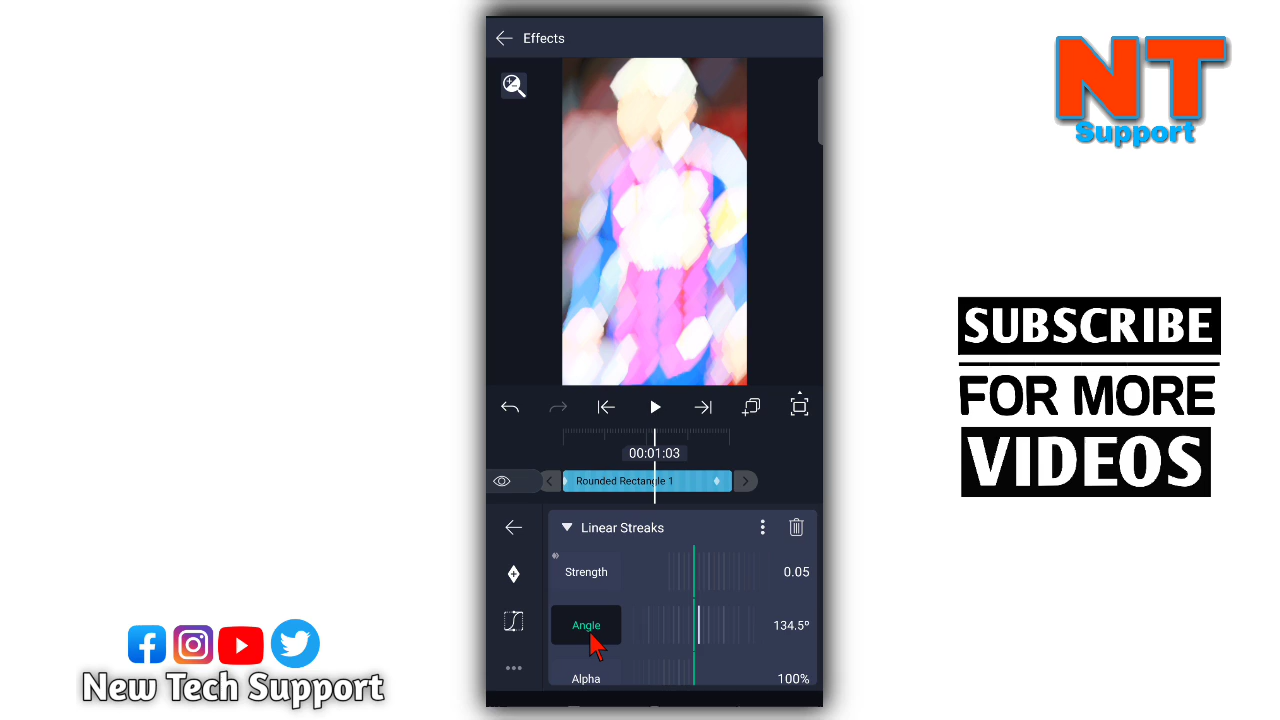 Effects
NT
Support
SUBSCRIBE
FOR MORE
VIDEOS
00:01:03
Rounded Rectangle 1
Linear Streaks
Strength
0.05
Angle
134.5º
Alpha
100%
New Tech Support